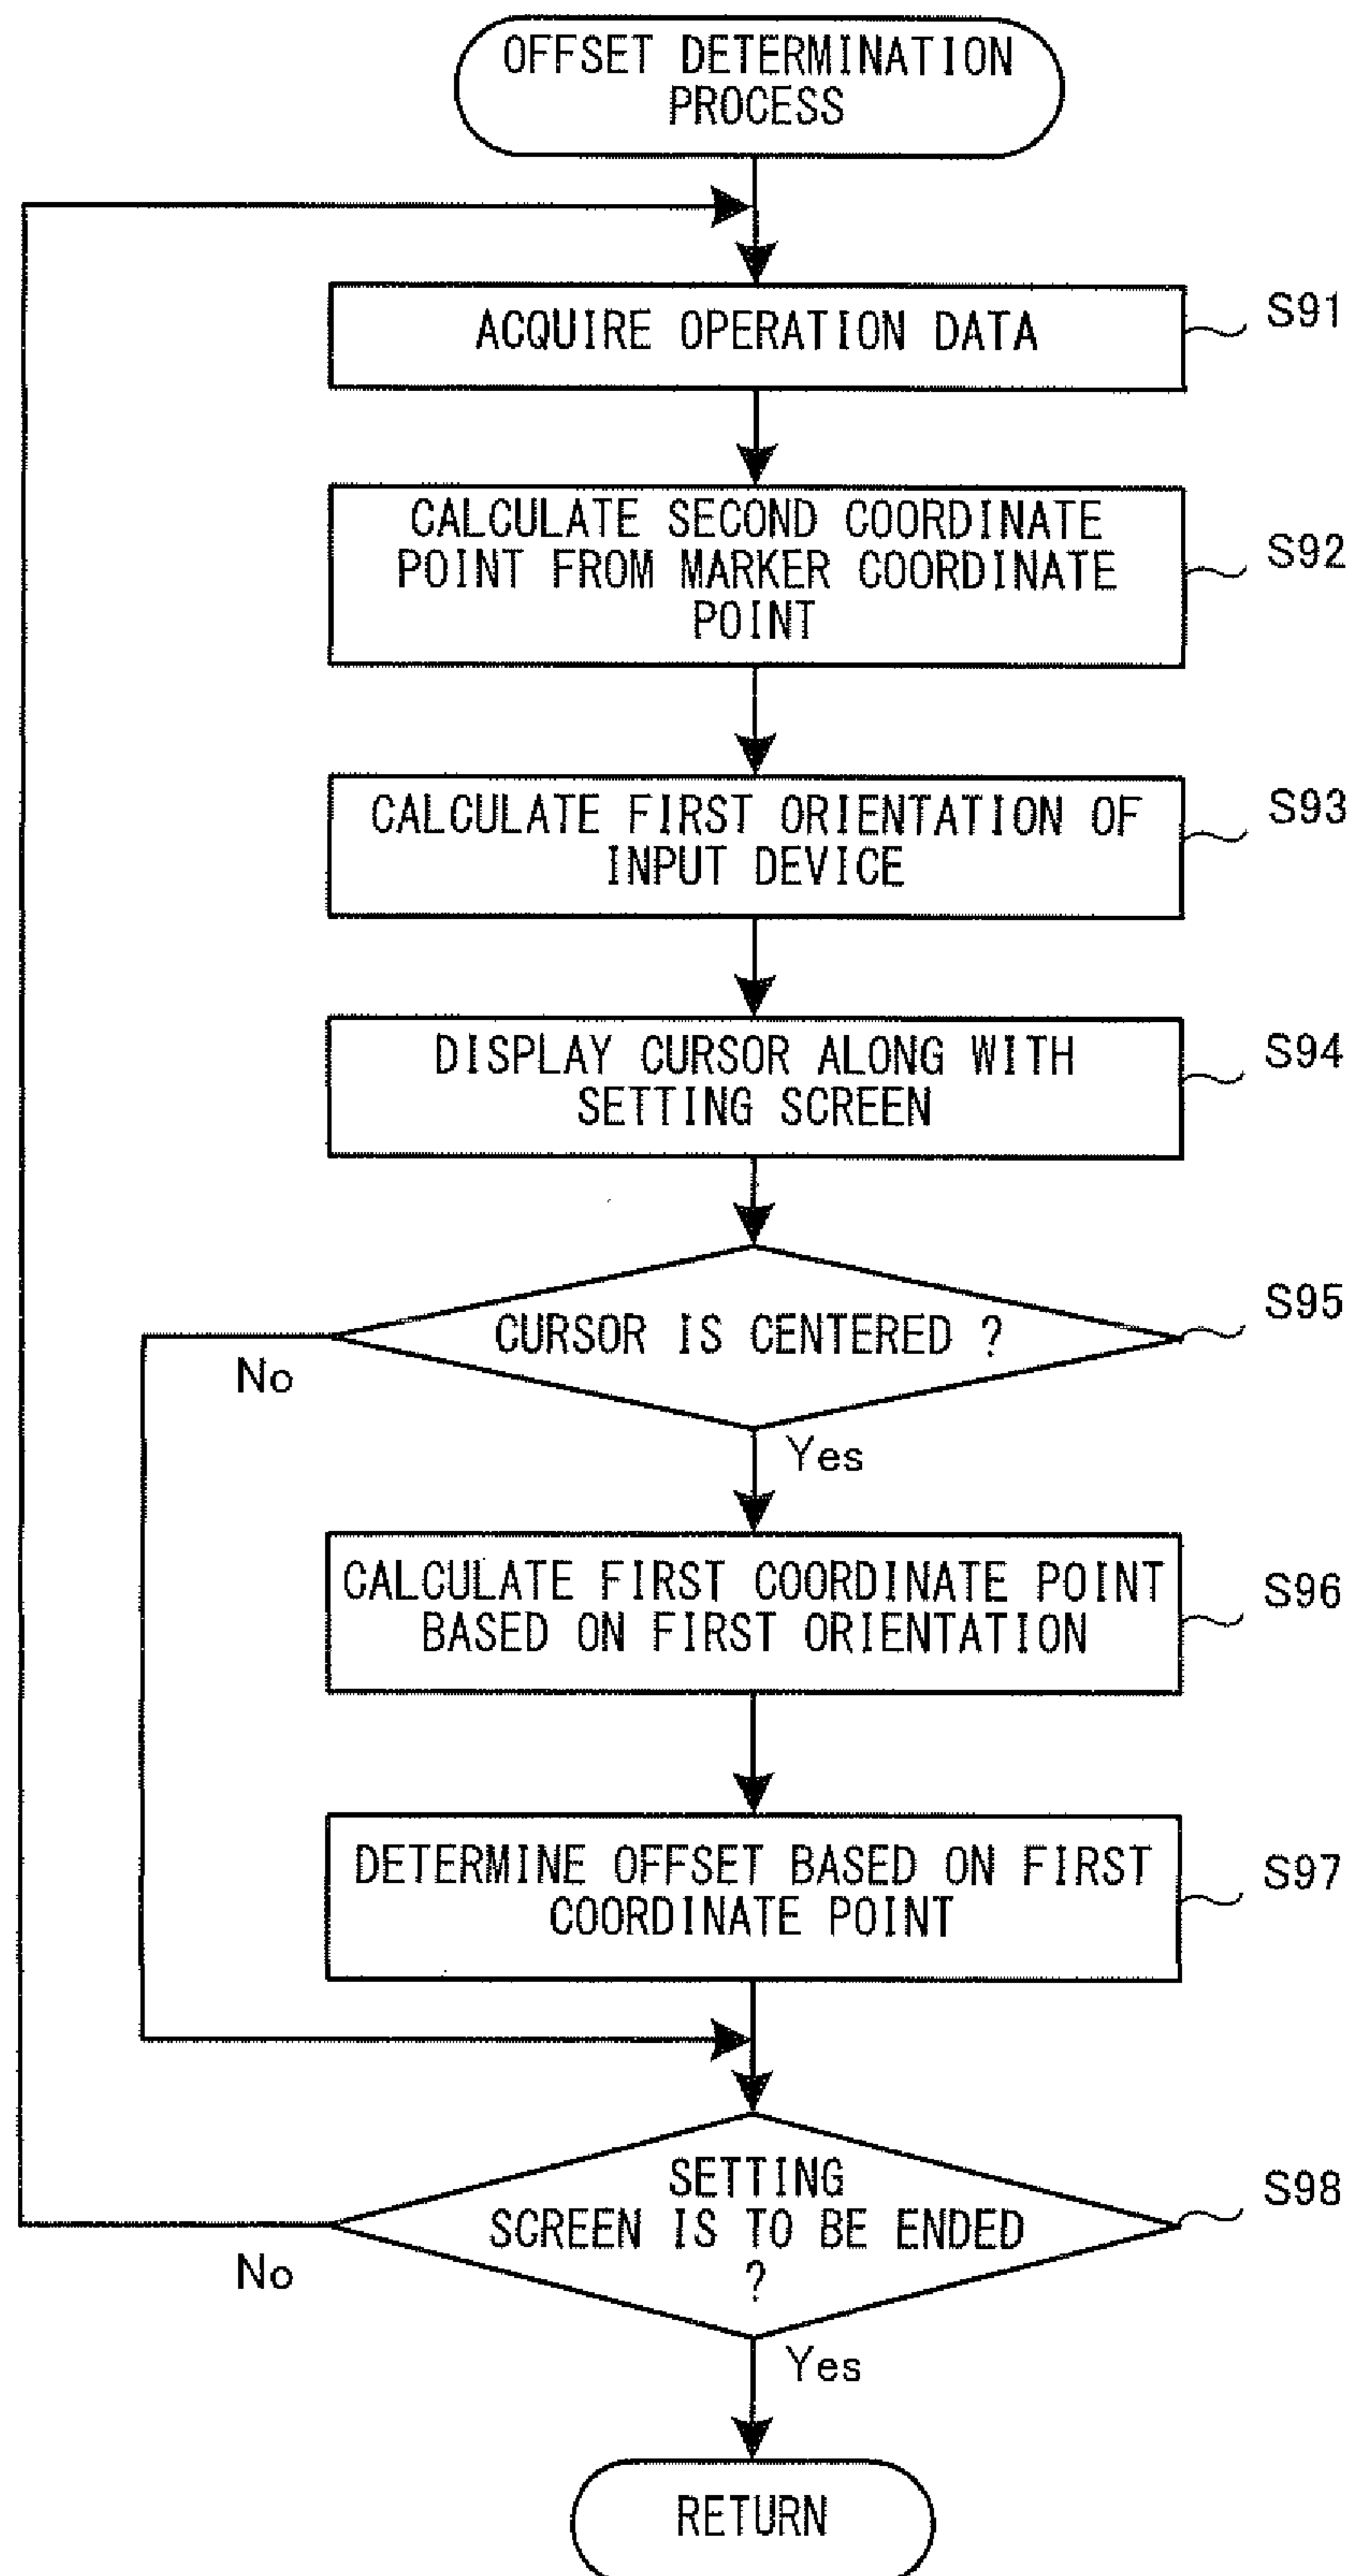 OFFSET DETERMINATION
PROCESS
ACQUIRE OPERATION DATA
S91
CALCULATE SECOND COORDINATE
POINT FROM MARKER COORDINATE
POINT
S92
CALCULATE FIRST ORIENTATION OF
INPUT DEVICE
S93
DISPLAY CURSOR ALONG WITH
SETTING SCREEN
S94
CURSOR IS CENTERED ?
S95
No
Yes
CALCULATE FIRST COORDINATE POINT
BASED ON FIRST ORIENTATION
S96
DETERMINE OFFSET BASED ON FIRST
COORDINATE POINT
S97
SETTING
SCREEN IS TO BE ENDED
?
S98
No
Yes
RETURN